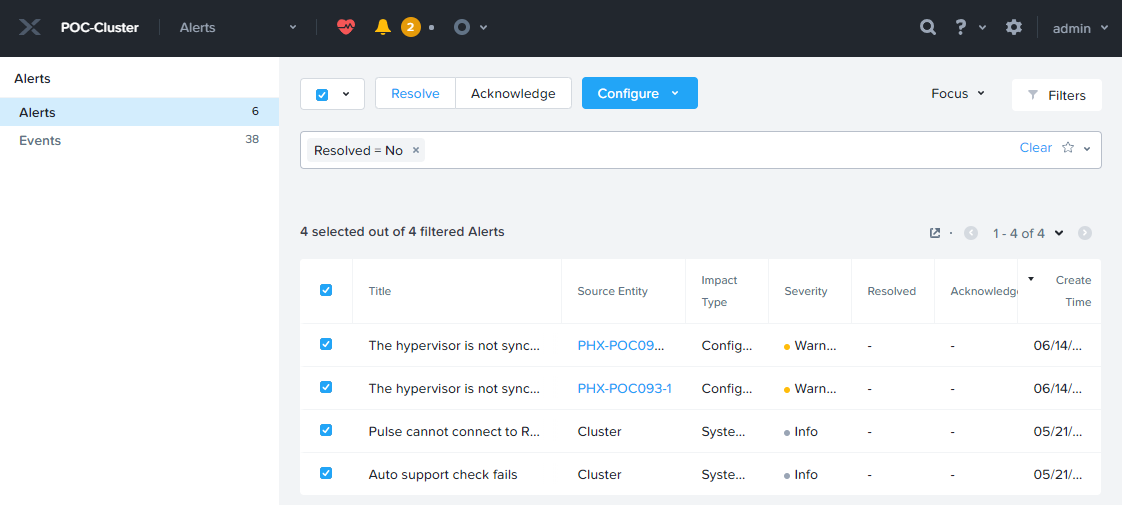 POC-Cluster Alerts 2 ? admin
Alerts
Alerts 6
Events 38
Resolve Acknowledge Configure Focus Filters
Resolved = No × Clear
4 selected out of 4 filtered Alerts 1 - 4 of 4
Title Source Entity Impact Type Severity Resolved Acknowledge Create Time
The hypervisor is not sync... PHX-POC09... Config... Warn... - - 06/14/...
The hypervisor is not sync... PHX-POC093-1 Config... Warn... - - 06/14/...
Pulse cannot connect to R... Cluster Syste... Info - - 05/21/...
Auto support check fails Cluster Syste... Info - - 05/21/...